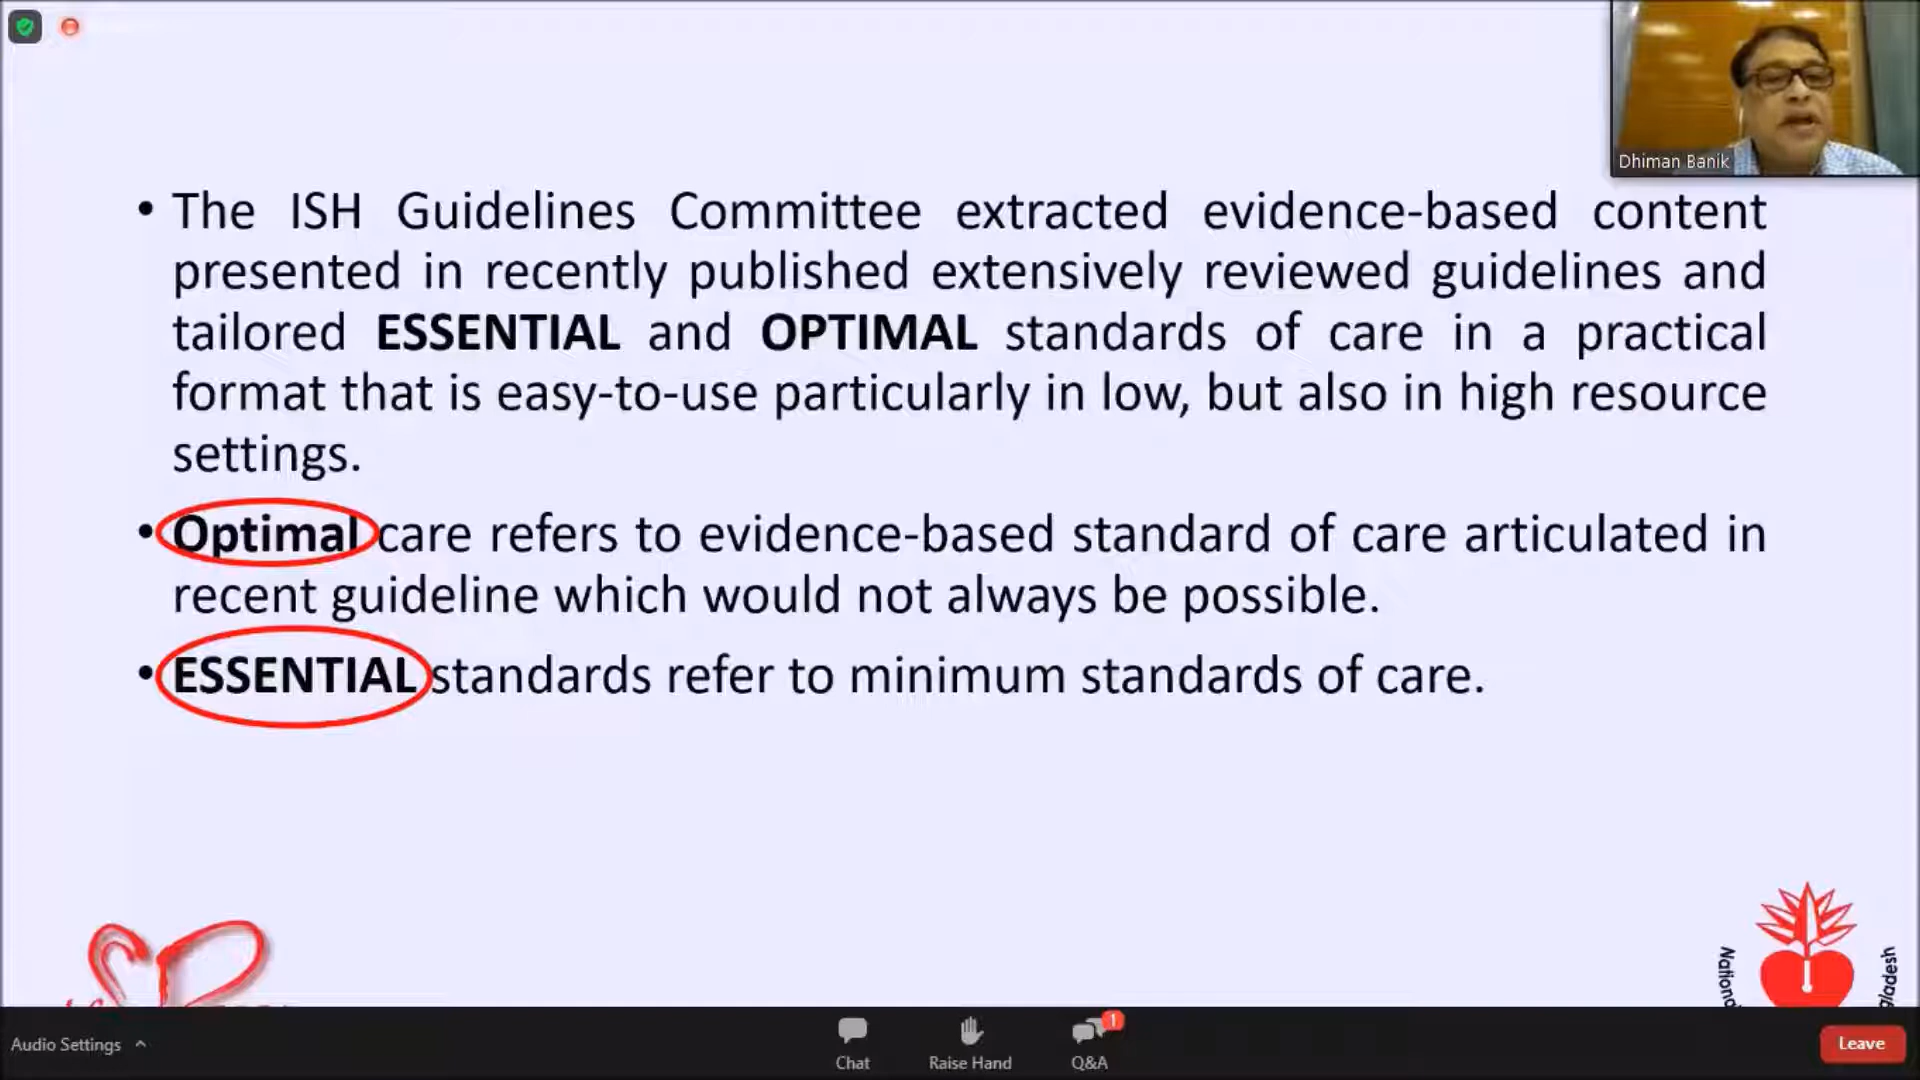 Dhiman Banik
• The ISH Guidelines Committee extracted evidence-based content
presented in recently published extensively reviewed guidelines and
tailored ESSENTIAL and OPTIMAL standards of care in a practical
format that is easy-to-use particularly in low, but also in high resource
settings.
• Optimal care refers to evidence-based standard of care articulated in
recent guideline which would not always be possible.
• ESSENTIAL standards refer to minimum standards of care.
National
gladesh
Audio Settings
Chat
Raise Hand
1
Q&A
Leave